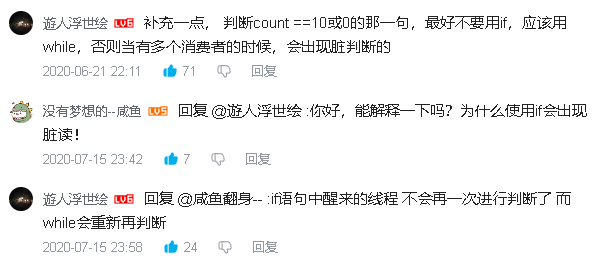 遊人浮世绘 LV6 补充一点， 判断count ==10或0的那一句，最好不要用if，应该用
while，否则当有多个消费者的时候，会出现脏判断的
2020-06-21 22:11 71 回复
没有梦想的--咸鱼 LV5 回复 @遊人浮世绘 :你好，能解释一下吗？为什么使用if会出现
脏读！
2020-07-15 23:42 7 回复
遊人浮世绘 LV6 回复 @咸鱼翻身-- :if语句中醒来的线程 不会再一次进行判断了 而
while会重新再判断
2020-07-15 23:58 24 回复